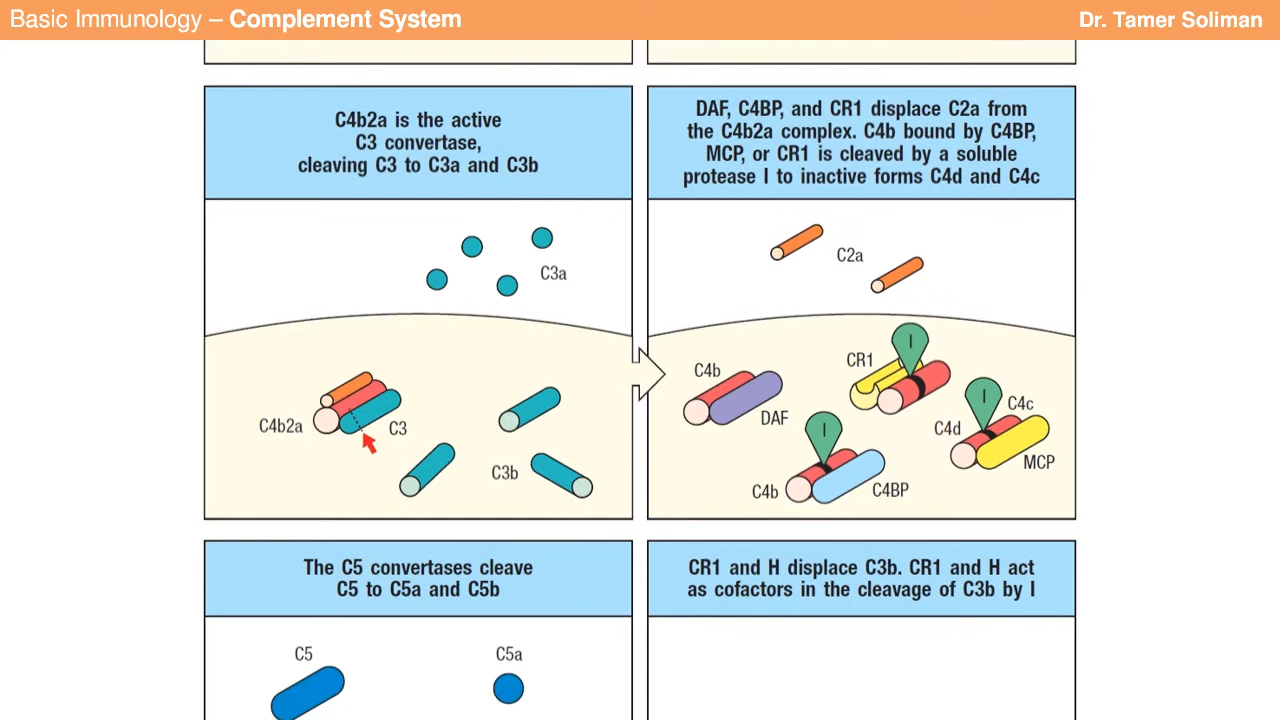 Basic Immunology – Complement System
Dr. Tamer Soliman
C4b2a is the active
C3 convertase,
cleaving C3 to C3a and C3b
DAF, C4BP, and CR1 displace C2a from
the C4b2a complex. C4b bound by C4BP,
MCP, or CR1 is cleaved by a soluble
protease I to inactive forms C4d and C4c
C3a
C4b2a
C3
C3b
C2a
C4b
DAF
CR1
I
I
C4c
C4d
MCP
I
C4b
C4BP
The C5 convertases cleave
C5 to C5a and C5b
CR1 and H displace C3b. CR1 and H act
as cofactors in the cleavage of C3b by I
C5
C5a